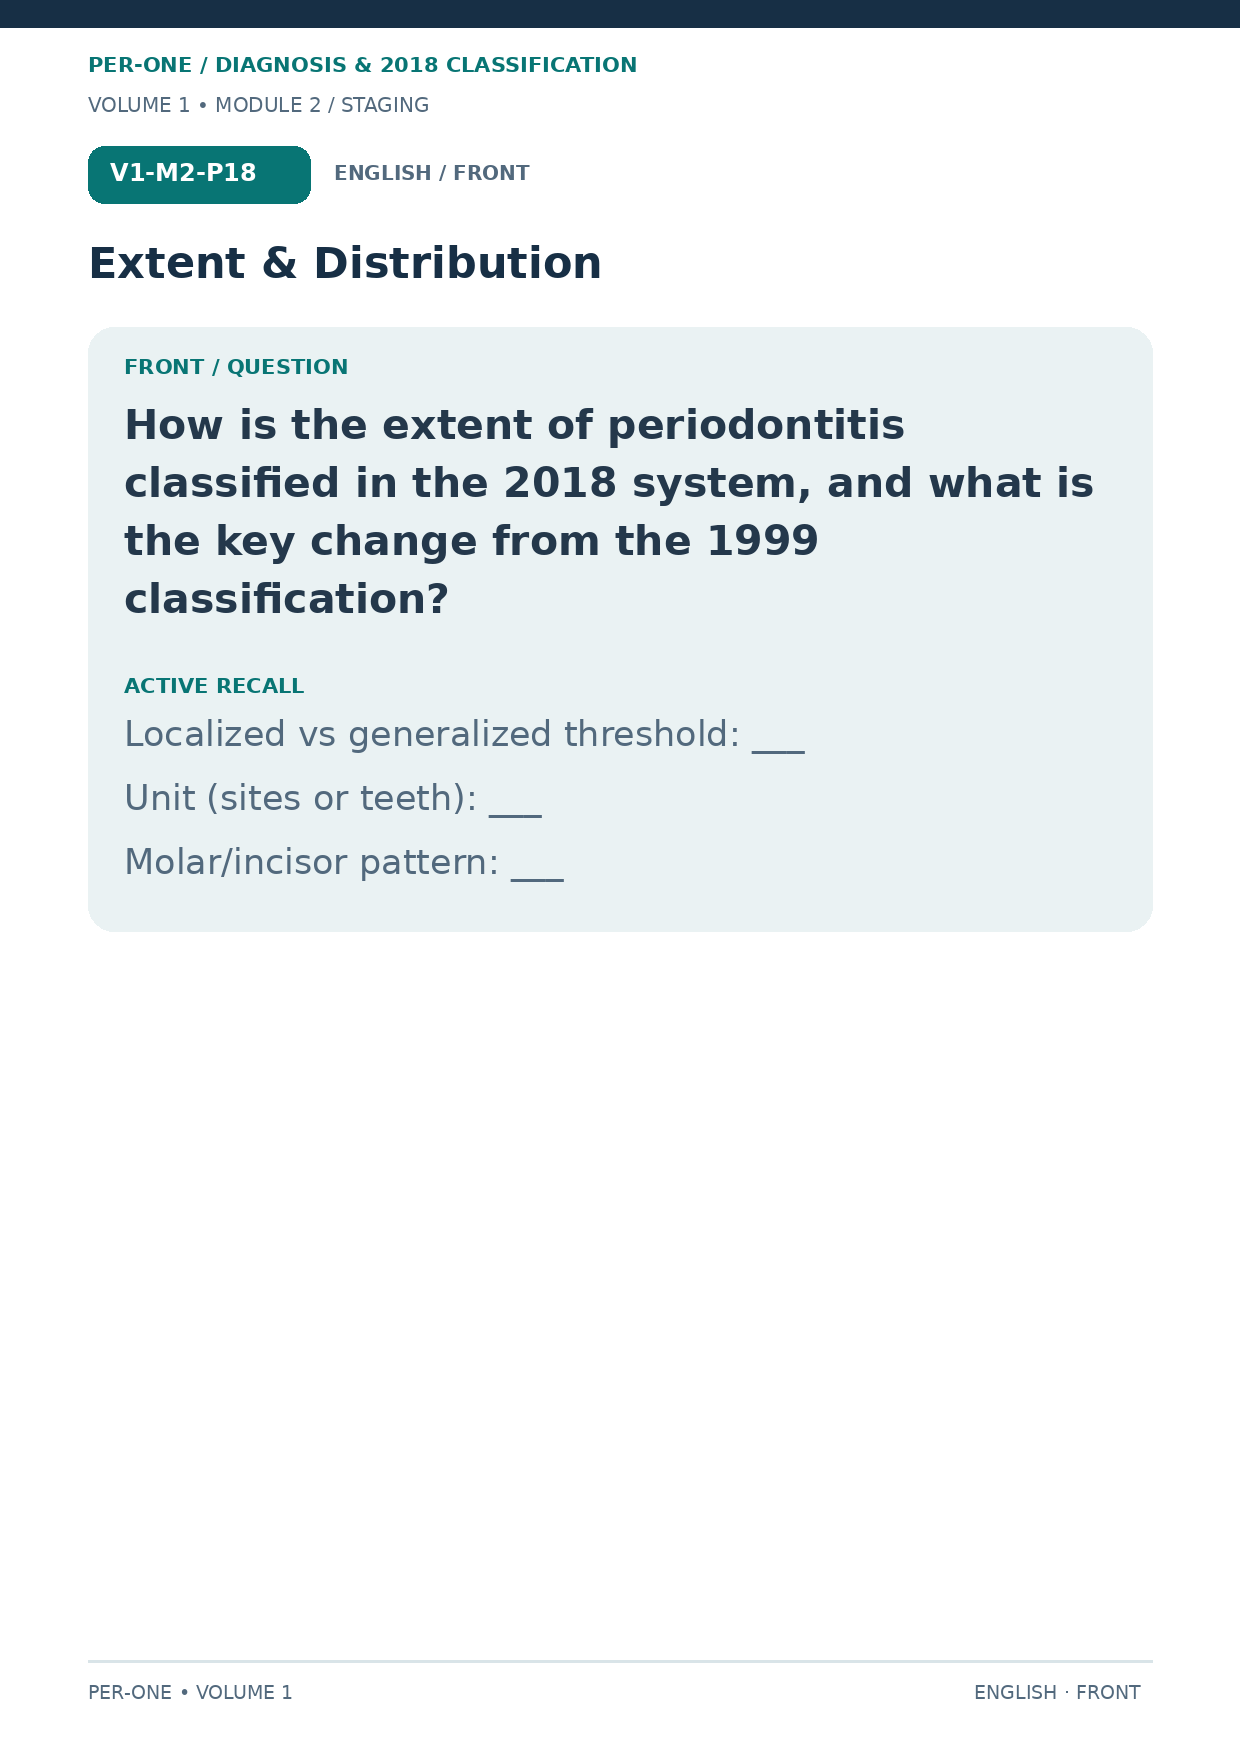 PER-ONE / DIAGNOSIS & 2018 CLASSIFICATION
VOLUME 1 • MODULE 2 / STAGING
V1-M2-P18
ENGLISH / FRONT
Extent & Distribution
FRONT / QUESTION
How is the extent of periodontitis
classified in the 2018 system, and what is
the key change from the 1999
classification?
ACTIVE RECALL
Localized vs generalized threshold: ___
Unit (sites or teeth): ___
Molar/incisor pattern: ___
PER-ONE • VOLUME 1
ENGLISH · FRONT